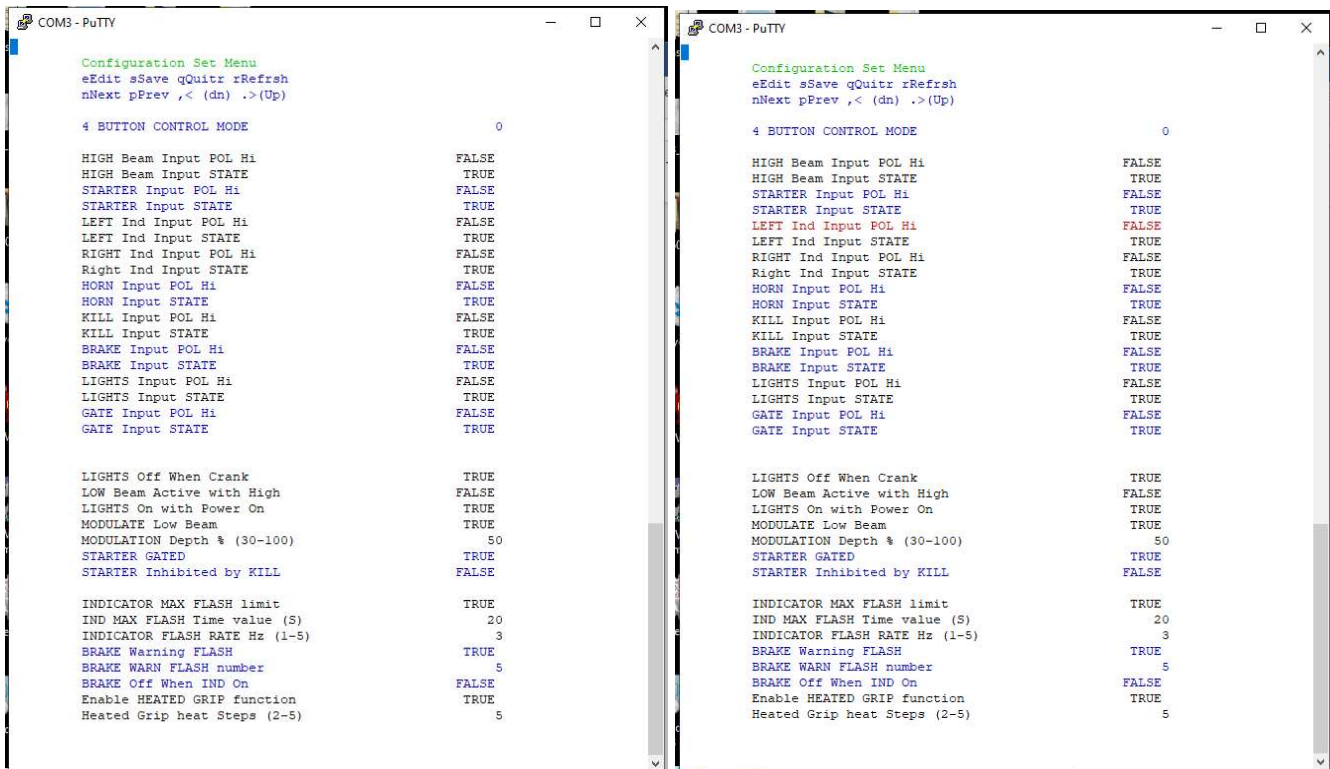 COM3 - PuTTY
Configuration Set Menu
eEdit sSave qQuitr rRefrsh
nNext pPrev ,< (dn) .>(Up)
4 BUTTON CONTROL MODE 0
HIGH Beam Input POL Hi FALSE
HIGH Beam Input STATE TRUE
STARTER Input POL Hi FALSE
STARTER Input STATE TRUE
LEFT Ind Input POL Hi FALSE
LEFT Ind Input STATE TRUE
RIGHT Ind Input POL Hi FALSE
Right Ind Input STATE TRUE
HORN Input POL Hi FALSE
HORN Input STATE TRUE
KILL Input POL Hi FALSE
KILL Input STATE TRUE
BRAKE Input POL Hi FALSE
BRAKE Input STATE TRUE
LIGHTS Input POL Hi FALSE
LIGHTS Input STATE TRUE
GATE Input POL Hi FALSE
GATE Input STATE TRUE
LIGHTS Off When Crank TRUE
LOW Beam Active with High FALSE
LIGHTS On with Power On TRUE
MODULATE Low Beam TRUE
MODULATION Depth % (30-100) 50
STARTER GATED TRUE
STARTER Inhibited by KILL FALSE
INDICATOR MAX FLASH limit TRUE
IND MAX FLASH Time value (S) 20
INDICATOR FLASH RATE Hz (1-5) 3
BRAKE Warning FLASH TRUE
BRAKE WARN FLASH number 5
BRAKE Off When IND On FALSE
Enable HEATED GRIP function TRUE
Heated Grip heat Steps (2-5) 5
COM3 - PuTTY
Configuration Set Menu
eEdit sSave qQuitr rRefrsh
nNext pPrev ,< (dn) .>(Up)
4 BUTTON CONTROL MODE 0
HIGH Beam Input POL Hi FALSE
HIGH Beam Input STATE TRUE
STARTER Input POL Hi FALSE
STARTER Input STATE TRUE
LEFT Ind Input POL Hi FALSE
LEFT Ind Input STATE TRUE
RIGHT Ind Input POL Hi FALSE
Right Ind Input STATE TRUE
HORN Input POL Hi FALSE
HORN Input STATE TRUE
KILL Input POL Hi FALSE
KILL Input STATE TRUE
BRAKE Input POL Hi FALSE
BRAKE Input STATE TRUE
LIGHTS Input POL Hi FALSE
LIGHTS Input STATE TRUE
GATE Input POL Hi FALSE
GATE Input STATE TRUE
LIGHTS Off When Crank TRUE
LOW Beam Active with High FALSE
LIGHTS On with Power On TRUE
MODULATE Low Beam TRUE
MODULATION Depth % (30-100) 50
STARTER GATED TRUE
STARTER Inhibited by KILL FALSE
INDICATOR MAX FLASH limit TRUE
IND MAX FLASH Time value (S) 20
INDICATOR FLASH RATE Hz (1-5) 3
BRAKE Warning FLASH TRUE
BRAKE WARN FLASH number 5
BRAKE Off When IND On FALSE
Enable HEATED GRIP function TRUE
Heated Grip heat Steps (2-5) 5